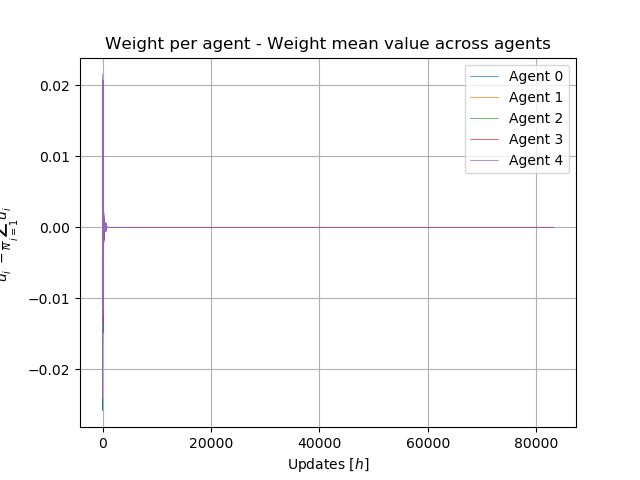 Weight per agent - Weight mean value across agents
0.02
0.01
0.00
−0.01
−0.02
0
20000
40000
60000
80000
Updates [h]
Agent 0
Agent 1
Agent 2
Agent 3
Agent 4